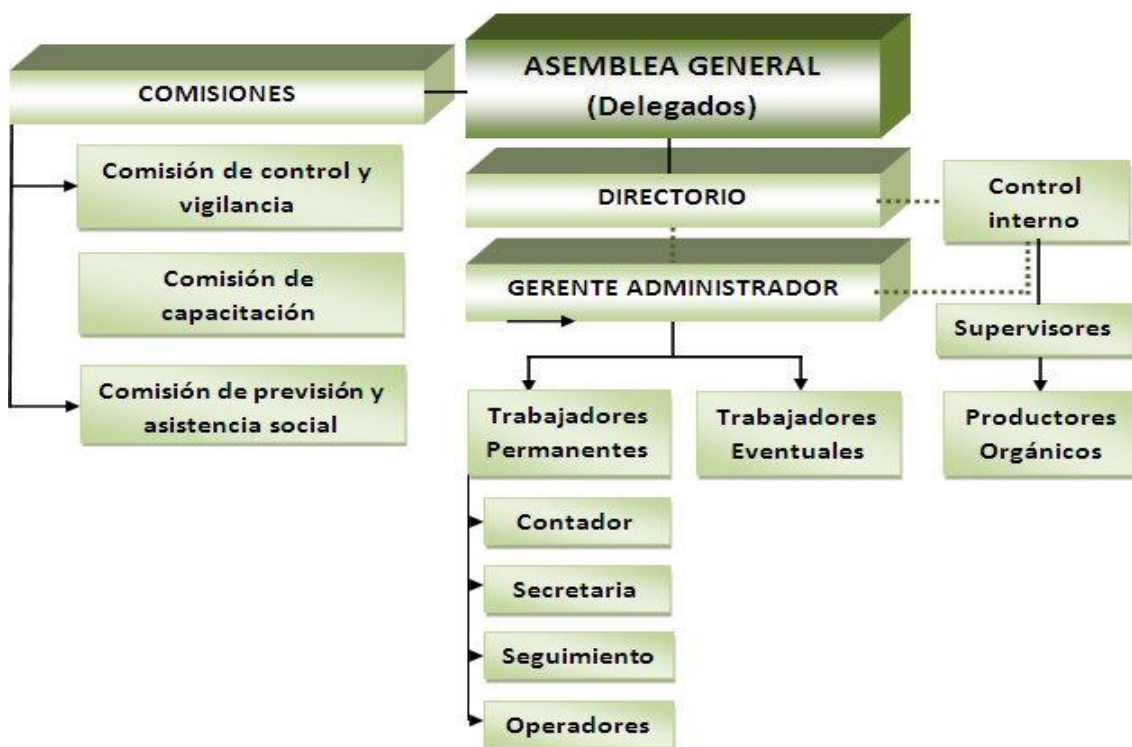 ASEMBLEA GENERAL
(Delegados)
COMISIONES
Comisión de control y
vigilancia
Comisión de
capacitación
Comisión de previsión y
asistencia social
DIRECTORIO
Control
interno
GERENTE ADMINISTRADOR
Supervisores
Trabajadores
Permanentes
Trabajadores
Eventuales
Productores
Orgánicos
Contador
Secretaria
Seguimiento
Operadores